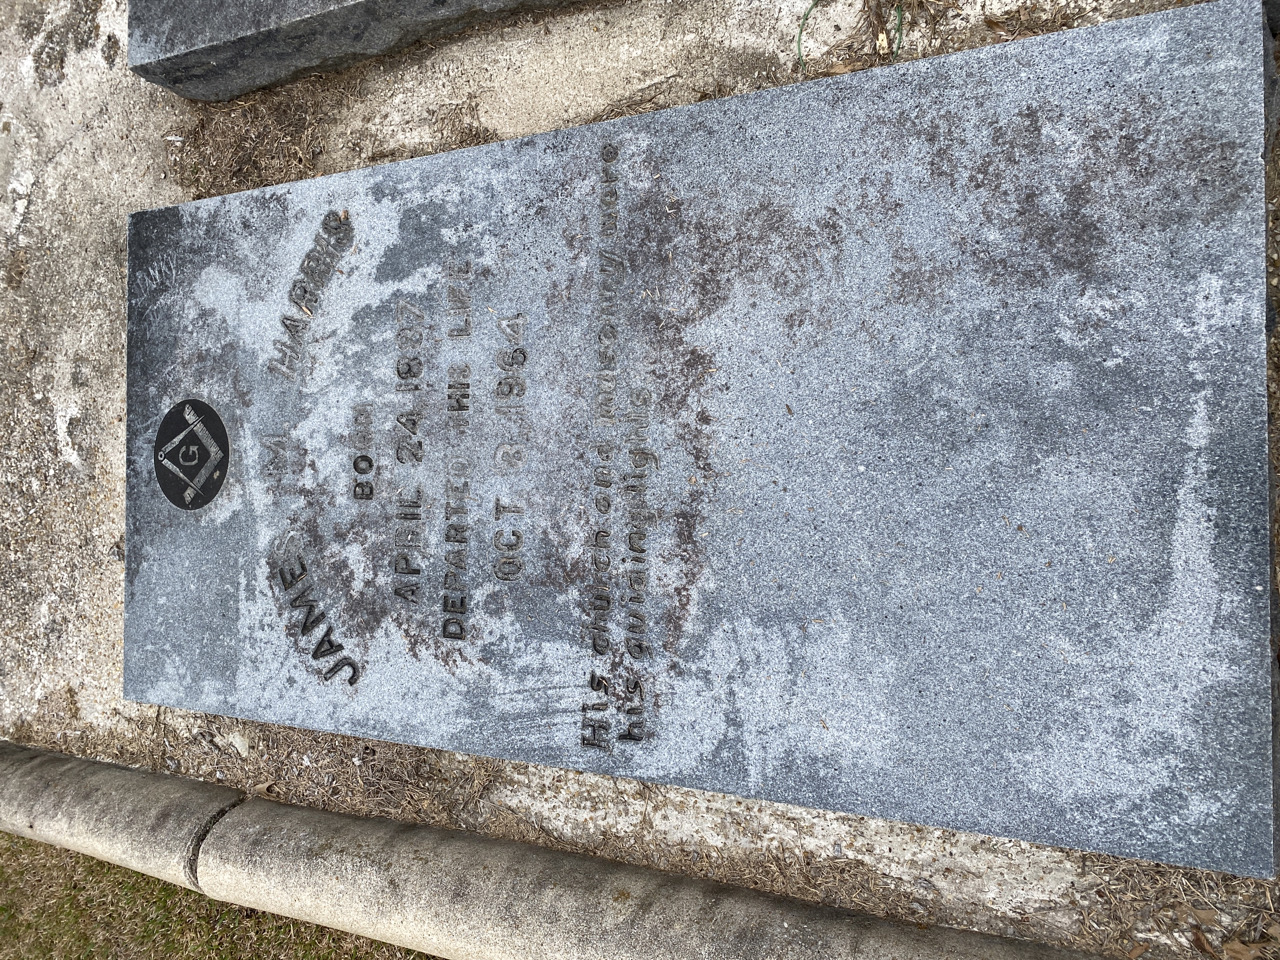 G
JAMES M HARRIS
BORN
APRIL 24, 1887
DEPARTED THIS LIFE
OCT 1964
His church and masonry were
his guiding lights